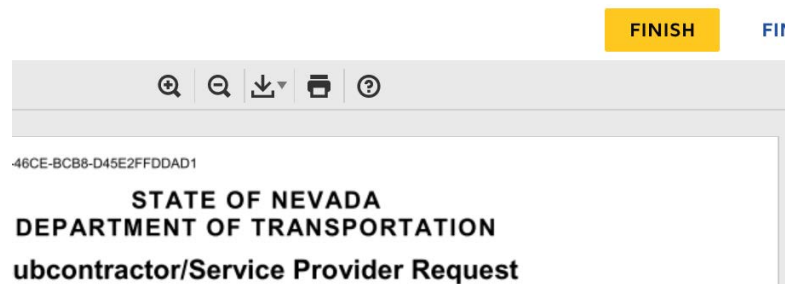 FINISH
-46CE-BCB8-D45E2FFDDAD1
STATE OF NEVADA
DEPARTMENT OF TRANSPORTATION
ubcontractor/Service Provider Request